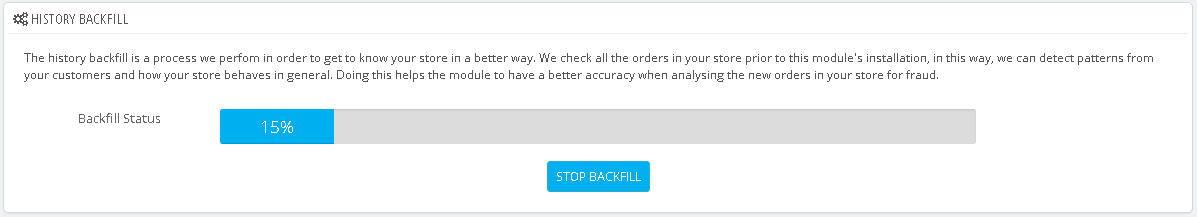 HISTORY BACKFILL
The history backfill is a process we perfom in order to get to know your store in a better way. We check all the orders in your store prior to this module's installation, in this way, we can detect patterns from
your customers and how your store behaves in general. Doing this helps the module to have a better accuracy when analysing the new orders in your store for fraud.
Backfill Status
15%
STOP BACKFILL